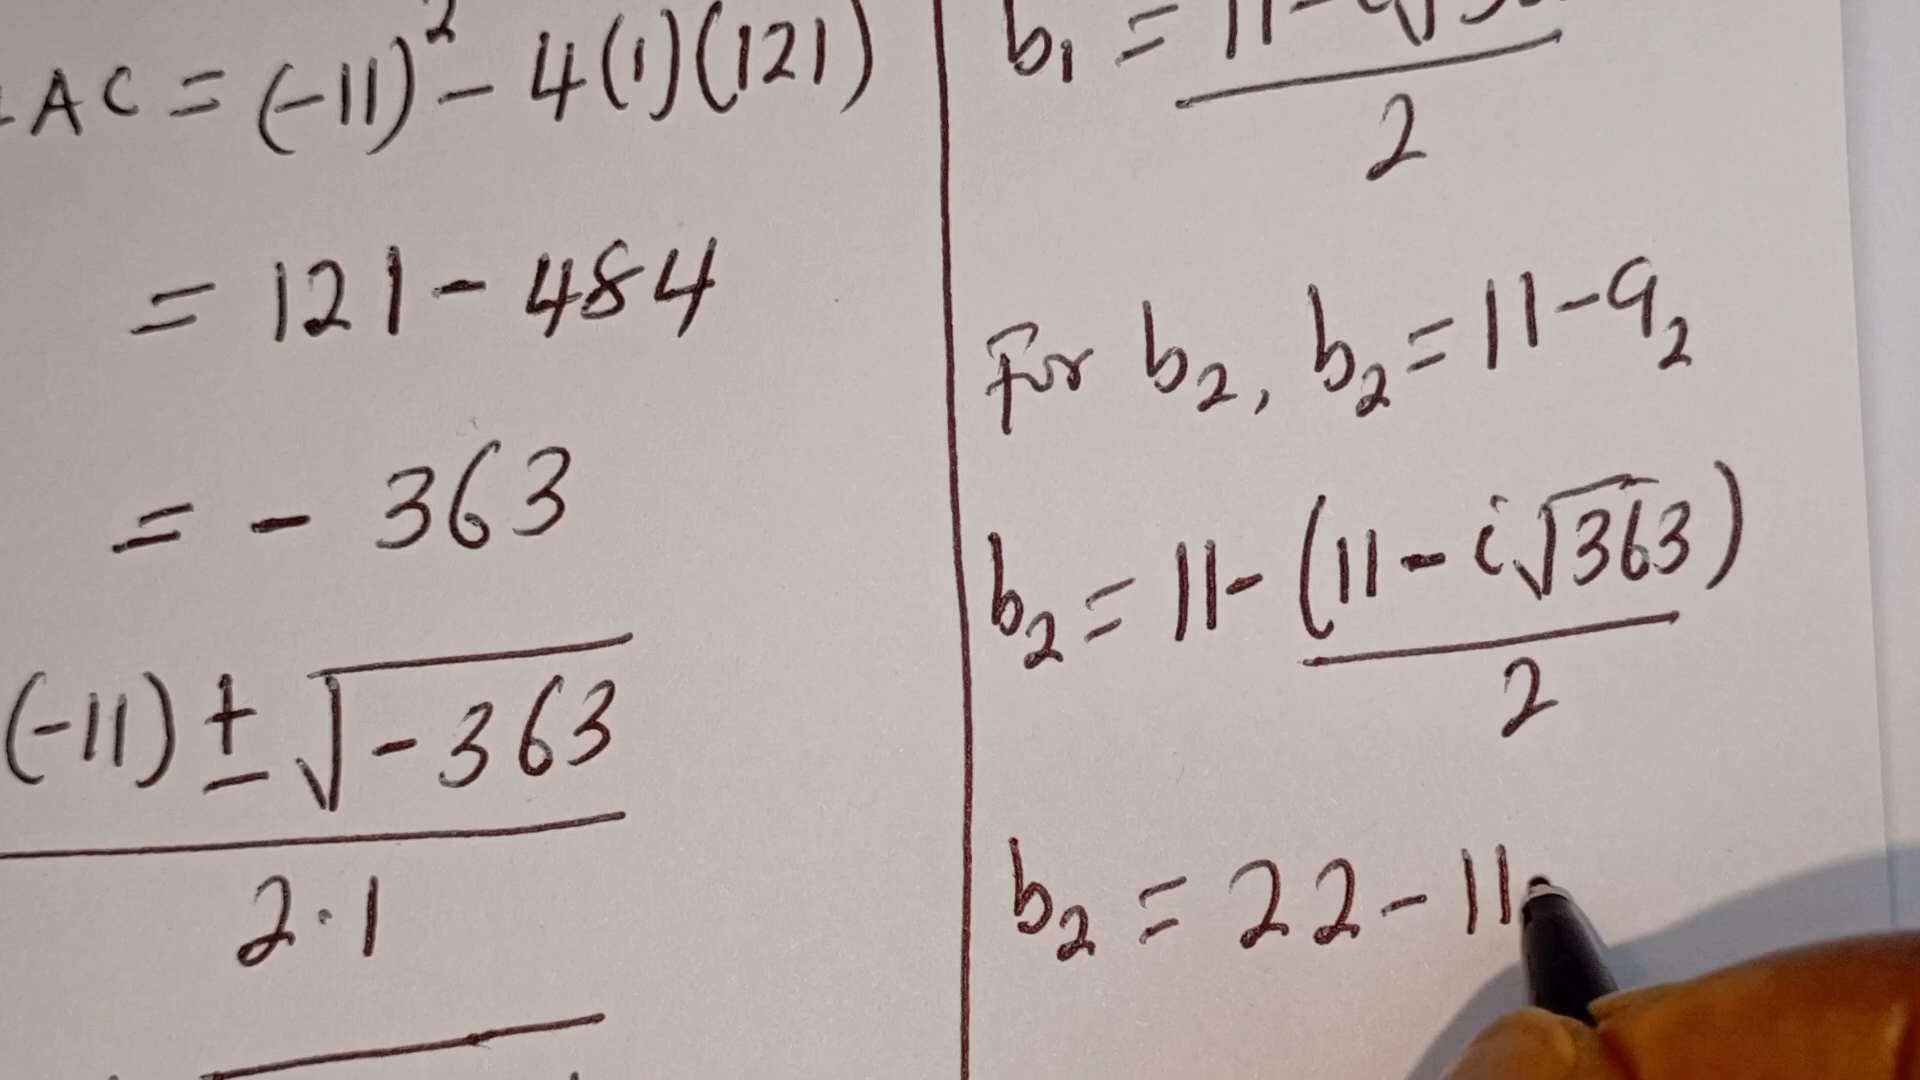 AC = (-11)² - 4(1)(121)
= 121 - 484
= - 363
(-11) ± √-363
2·1
b₁ = 11 - i√
2
For b₂, b₂ = 11 - a₂
b₂ = 11 - (11 - i√363)
2
b₂ = 22 - 11